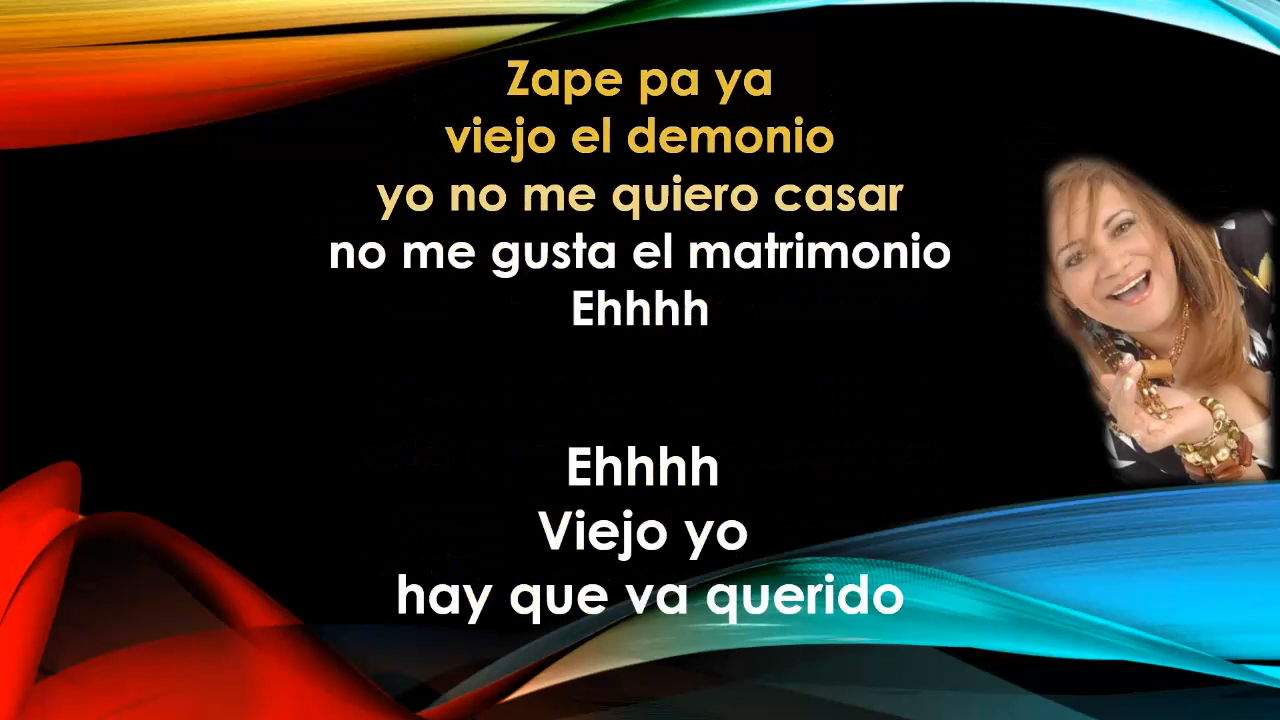 Zape pa ya
viejo el demonio
yo no me quiero casar
no me gusta el matrimonio
Ehhhh
Ehhhh
Viejo yo
hay que va querido